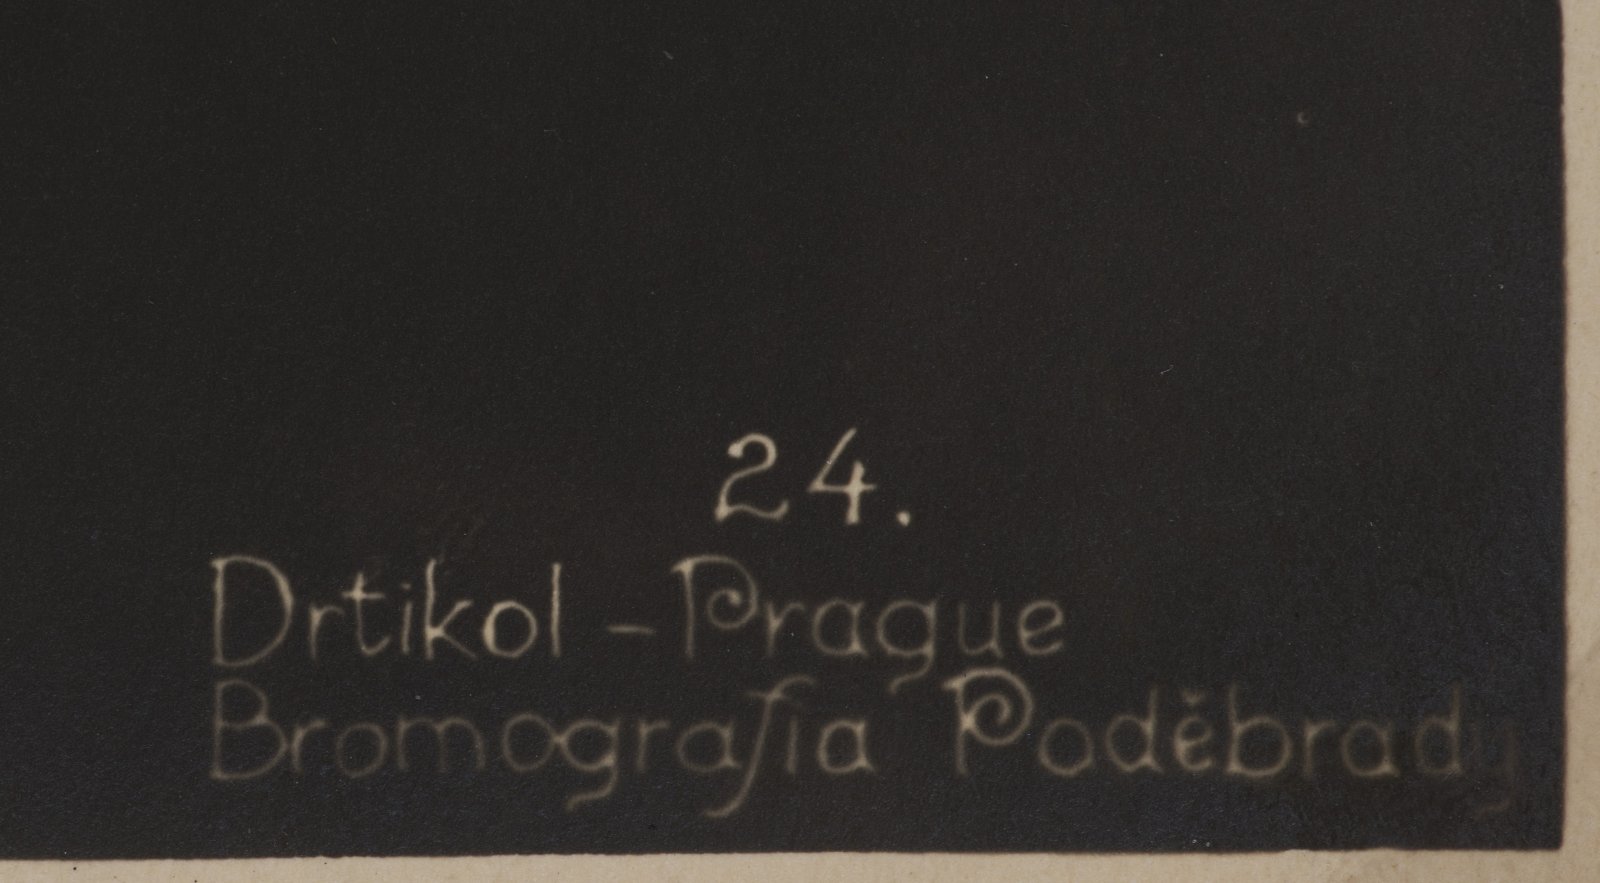 24.
Drtikol – Prague
Bromografia Poděbrady